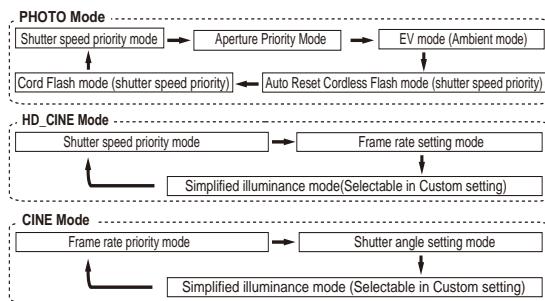 PHOTO Mode
Shutter speed priority mode
Aperture Priority Mode
EV mode (Ambient mode)
Cord Flash mode (shutter speed priority)
Auto Reset Cordless Flash mode (shutter speed priority)
HD_CINE Mode
Shutter speed priority mode
Frame rate setting mode
Simplified illuminance mode(Selectable in Custom setting)
CINE Mode
Frame rate priority mode
Shutter angle setting mode
Simplified illuminance mode (Selectable in Custom setting)